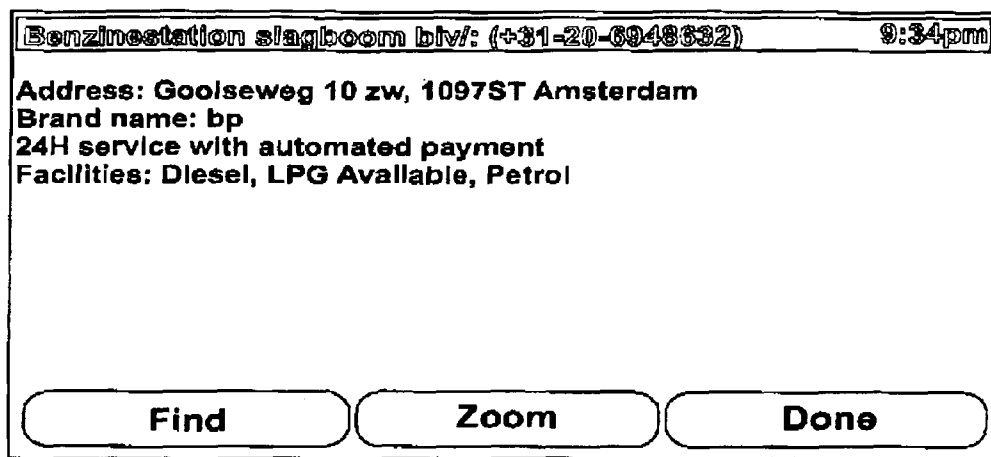 Benzinestation slagboom b/v/: (+31-20-6948632) 9:34pm
Address: Gooiseweg 10 zw, 1097ST Amsterdam
Brand name: bp
24H service with automated payment
Facilities: Diesel, LPG Available, Petrol
Find Zoom Done